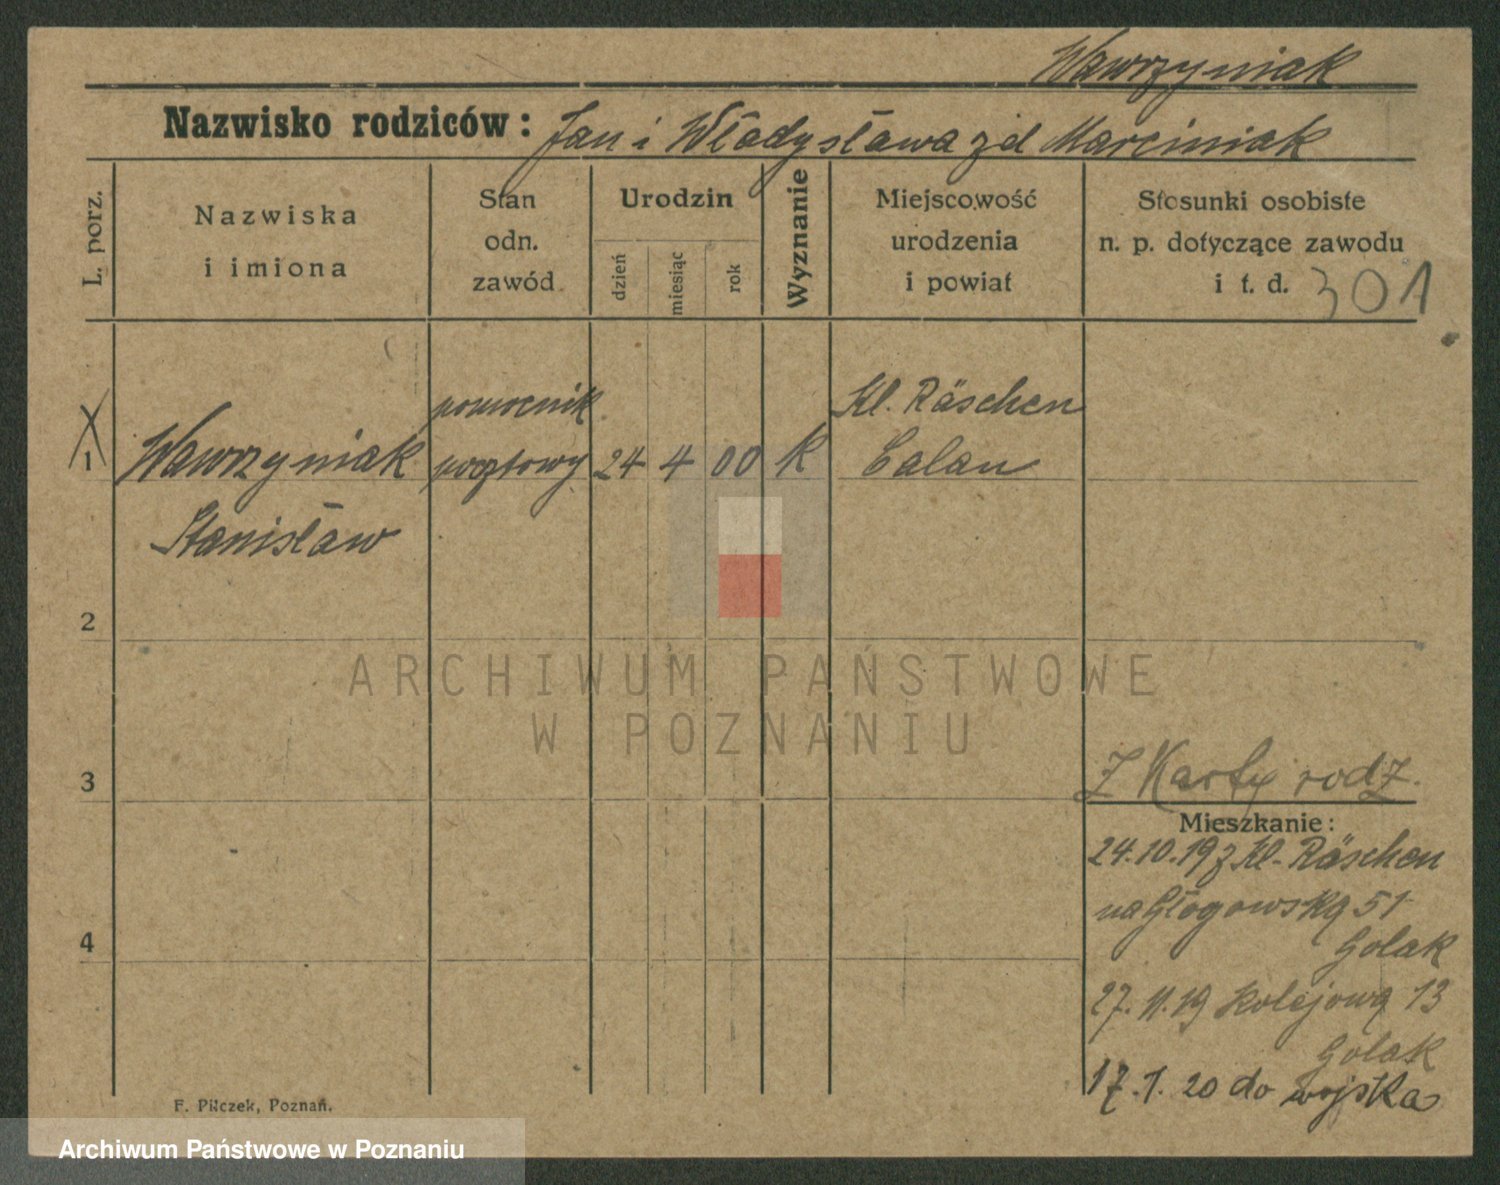 Wawrzyniak
Nazwisko rodziców: Jan i Władysława zd Marciniak
L. porz.
Nazwiska
i imiona
Stan
odn.
zawód
Urodzin
dzień
miesiąc
rok
Wyznanie
Miejscowość
urodzenia
i powiat
Stosunki osobiste
n. p. dotyczące zawodu
i t. d. 301
X
pomocnik
Kl. Räschen
1 Wawrzyniak pocztowy 24 4 00 K Calau
Stanisław
2
ARCHIWUM PAŃSTWOWE
W POZNANIU
3
Z Karty rodz.
Mieszkanie:
24.10.19 z Kl. Räschen
na Głogowską 51
Golak
4
27.11.19 Kolejową 13
Golak
17.1.20 do wojska
F. Pilczek, Poznań.
Archiwum Państwowe w Poznaniu